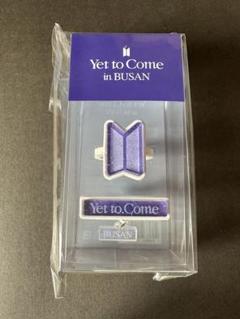 Yet to Come
in BUSAN
Yet to Come
BUSAN